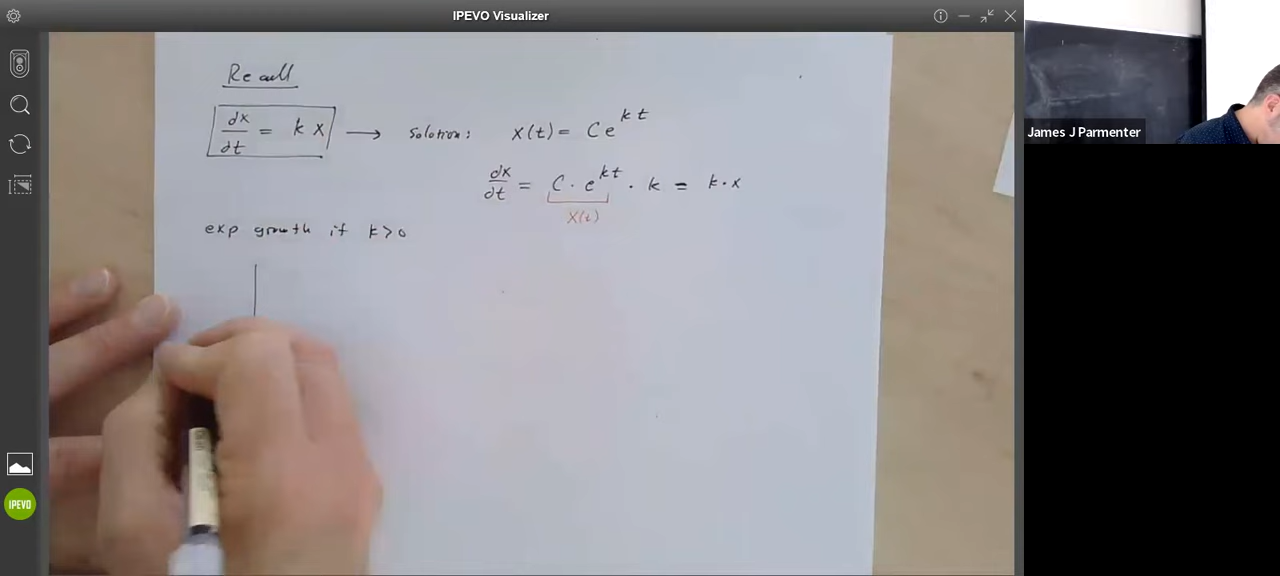 IPEVO Visualizer
Recall
dx/dt = k x → Solution: x(t) = Ce^{kt}
dx/dt = C · e^{kt} · k = k · x
x(t)
exp growth if k>0
James J Parmenter
IPEVO